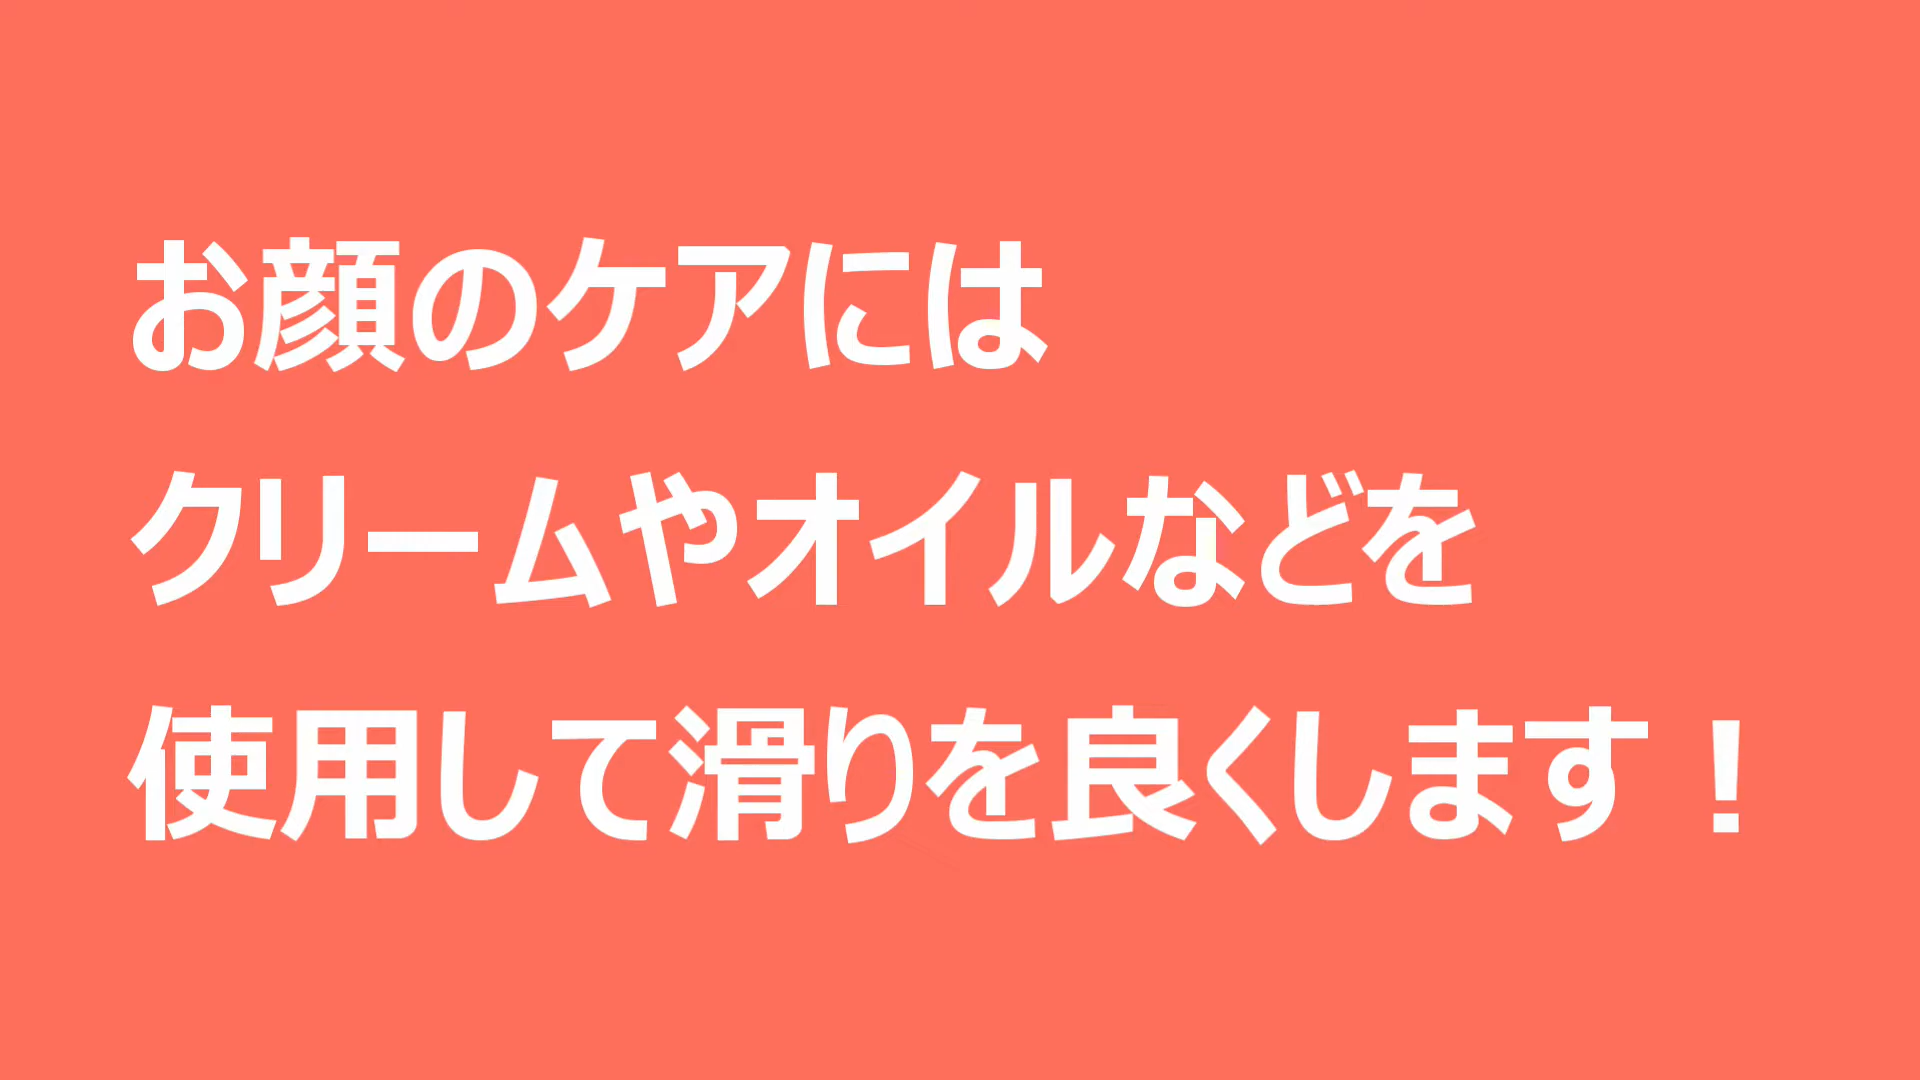 お顔のケアには
クリームやオイルなどを
使用して滑りを良くします！